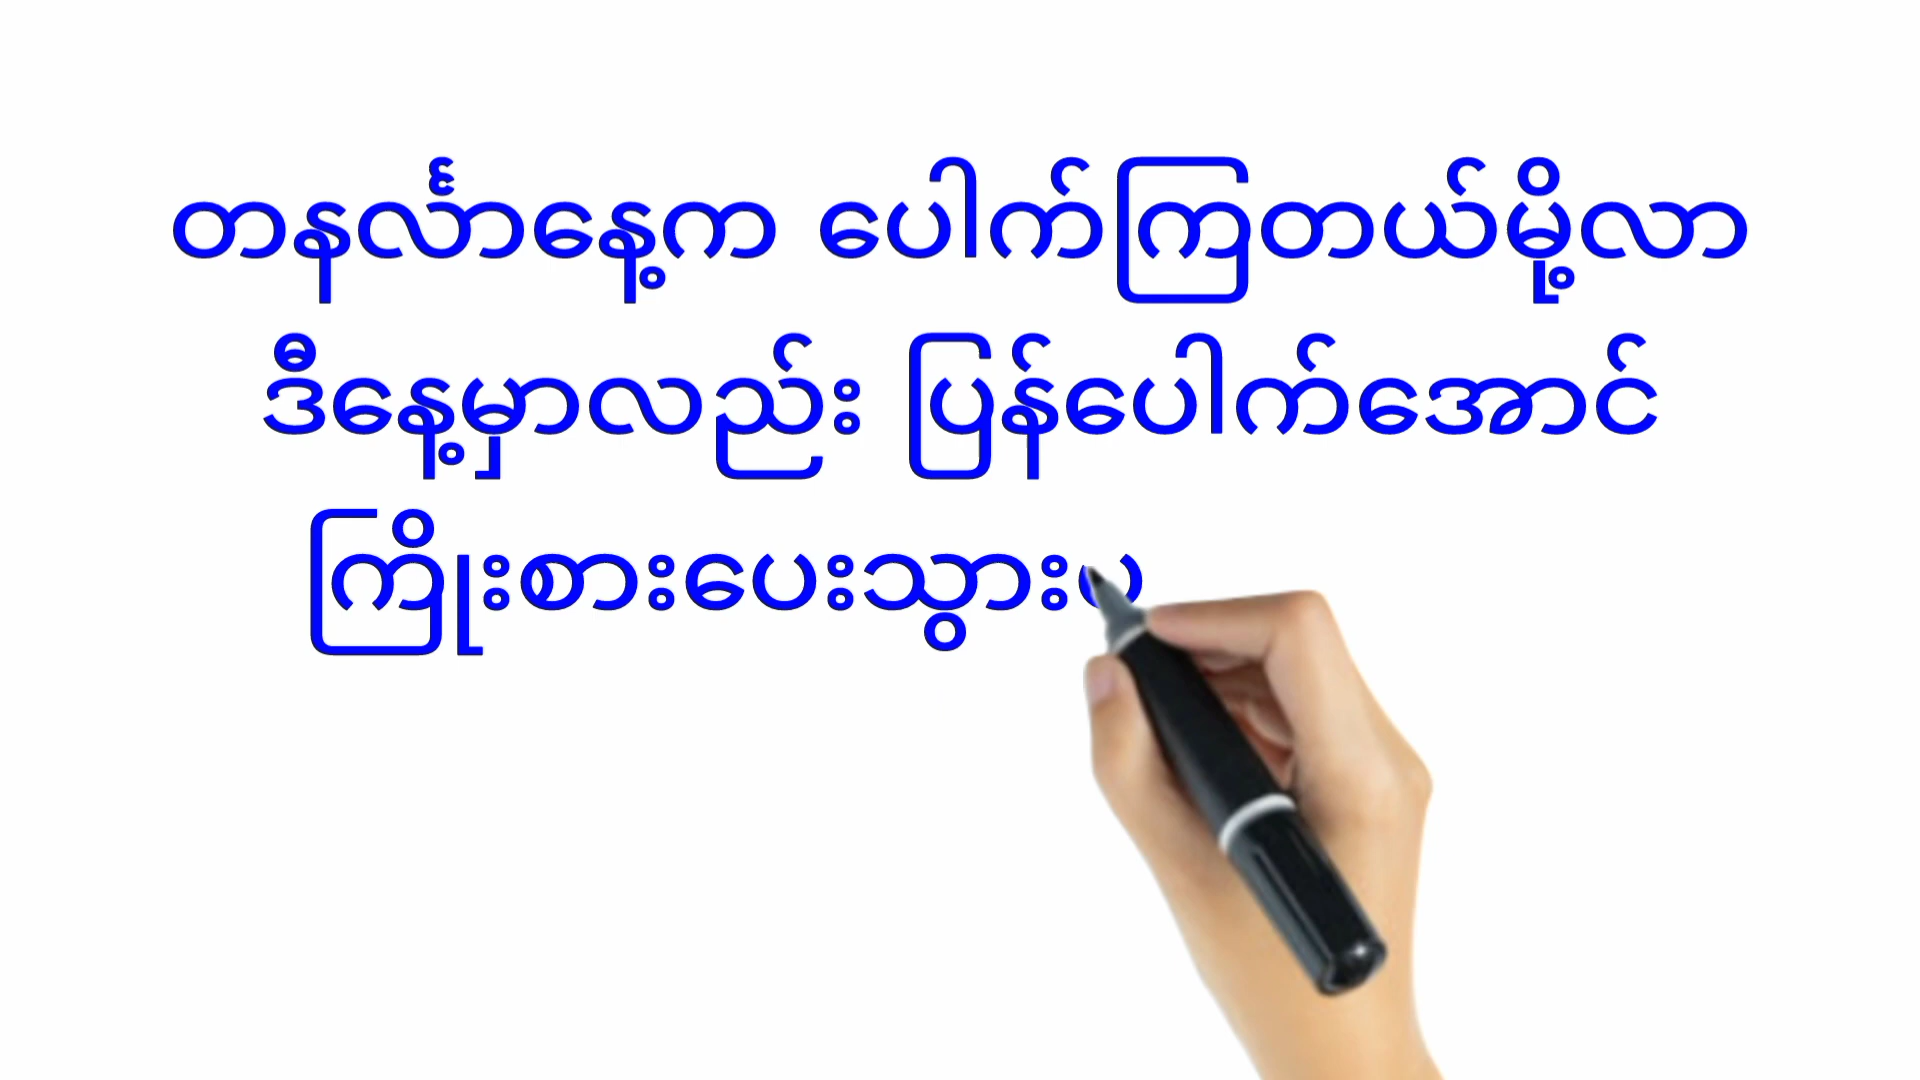 တနင်္လာနေ့က ပေါက်ကြတယ်မို့လာ
ဒီနေ့မှာလည်း ပြန်ပေါက်အောင်
ကြိုးစားပေးသွားပ